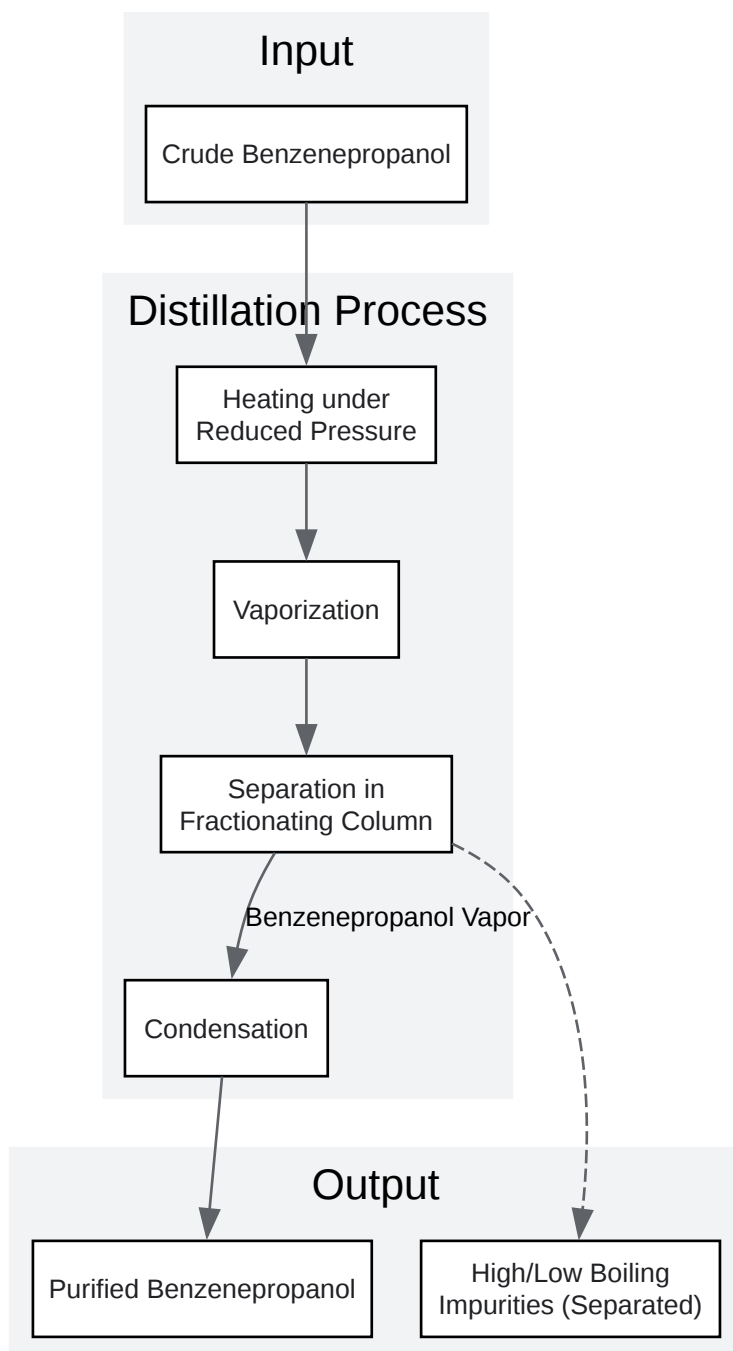 Input
Crude Benzenepropanol
Distillation Process
Heating under
Reduced Pressure
Vaporization
Separation in
Fractionating Column
Benzenepropanol Vapor
Condensation
Output
Purified Benzenepropanol
High/Low Boiling
Impurities (Separated)